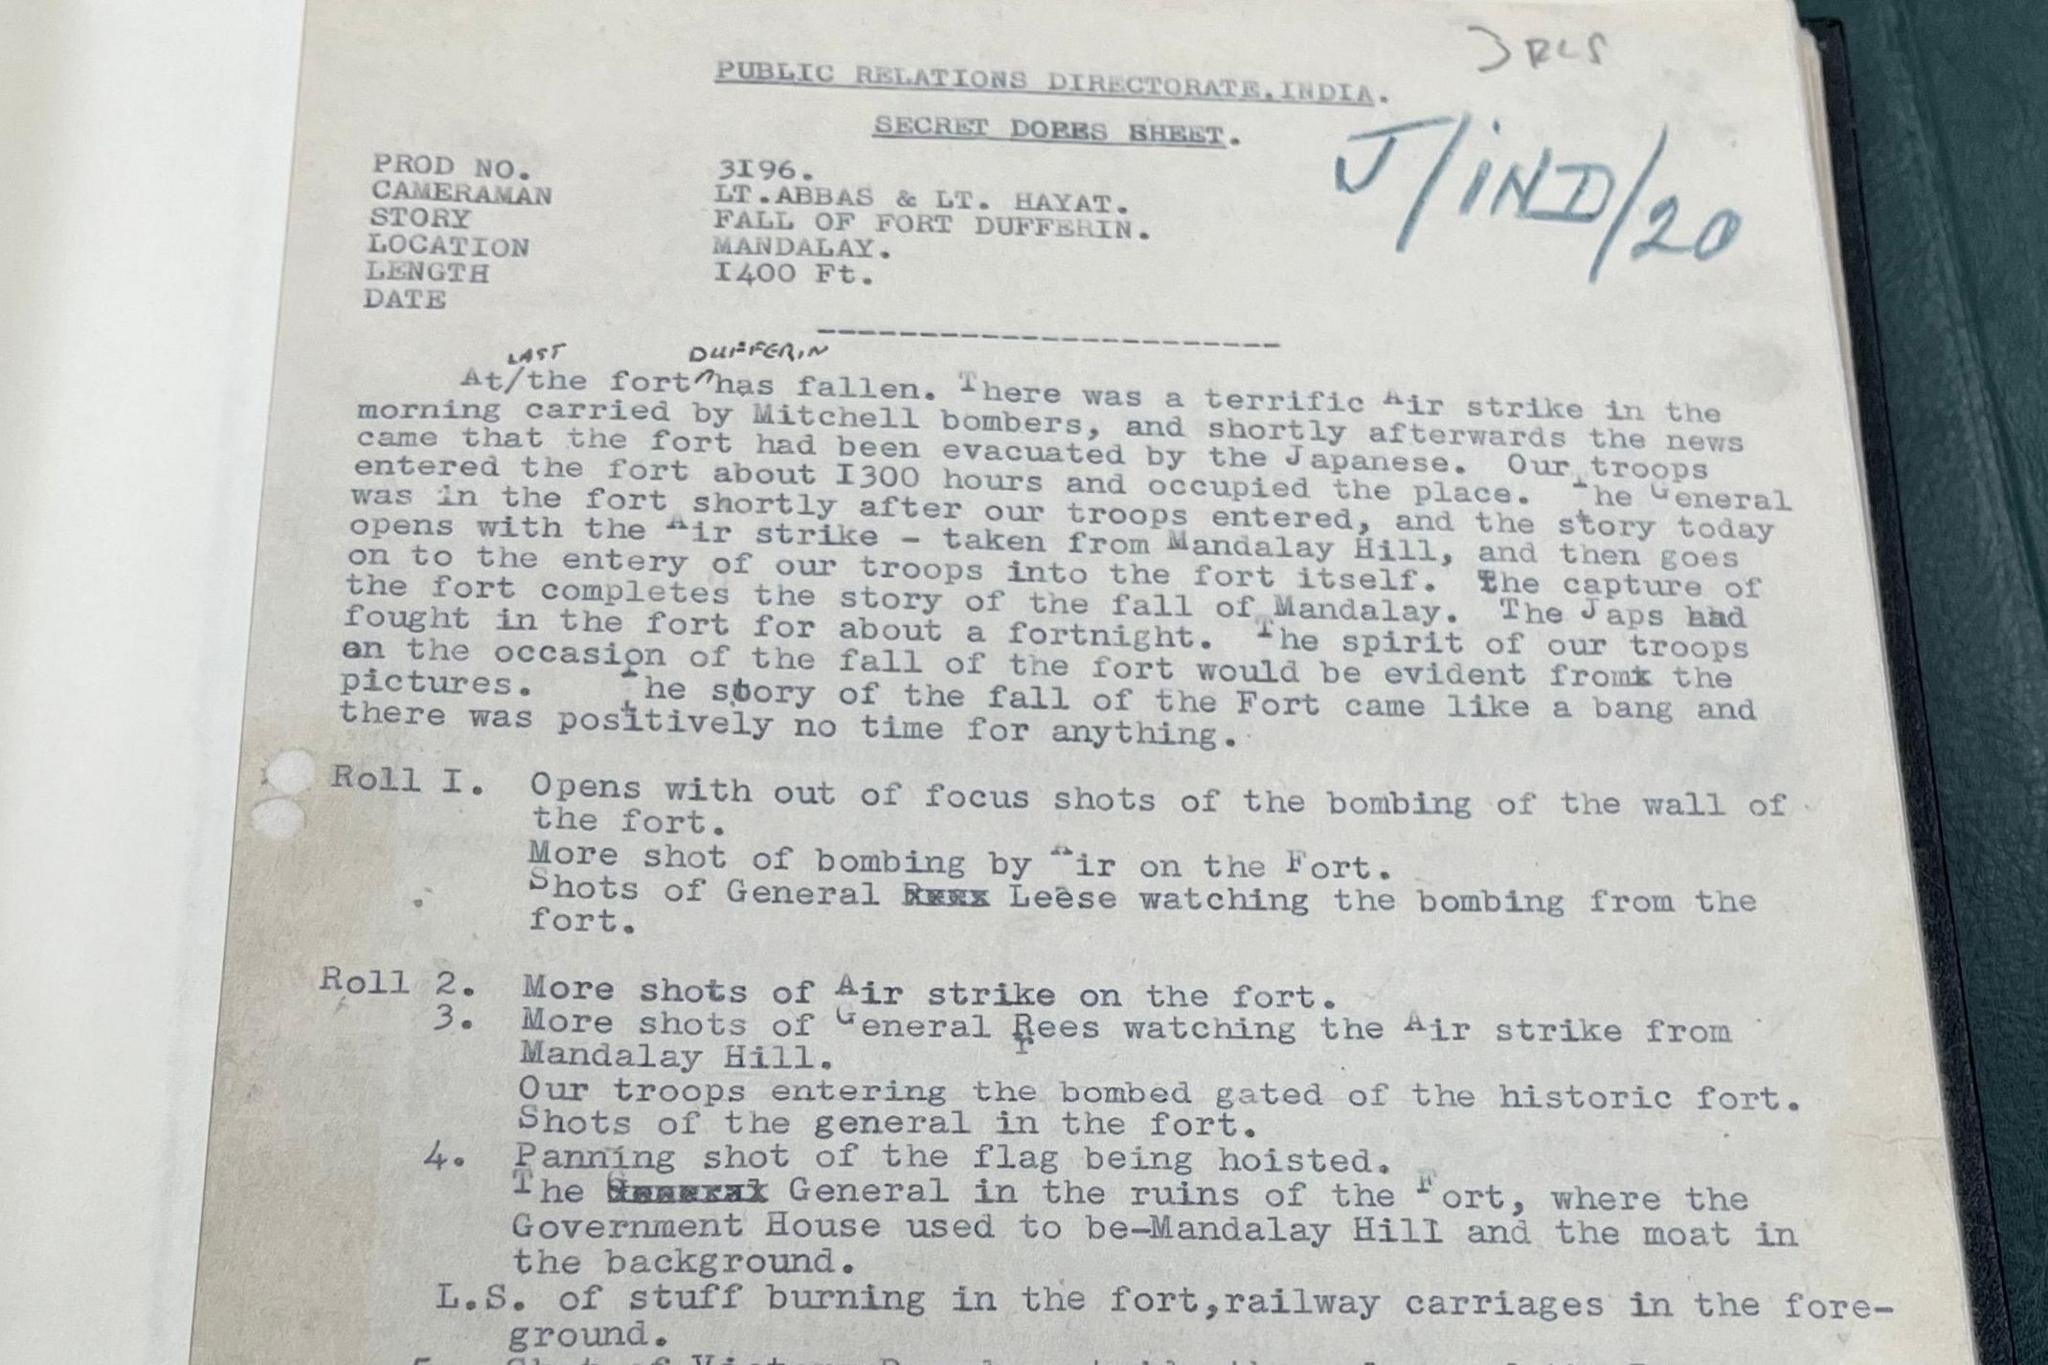 3 RLS
PUBLIC RELATIONS DIRECTORATE, INDIA.
SECRET DOPES SHEET.
J/IND/20
PROD NO. 3I96.
CAMERAMAN LT.ABBAS & LT. HAYAT.
STORY FALL OF FORT DUFFERIN.
LOCATION MANDALAY.
LENGTH I400 Ft.
DATE
LAST DUFFERIN
At/the fort^has fallen. There was a terrific Air strike in the
morning carried by Mitchell bombers, and shortly afterwards the news
came that the fort had been evacuated by the Japanese. Our troops
entered the fort about I300 hours and occupied the place. The General
was in the fort shortly after our troops entered, and the story today
opens with the Air strike - taken from Mandalay Hill, and then goes
on to the entery of our troops into the fort itself. The capture of
the fort completes the story of the fall of Mandalay. The Japs had
fought in the fort for about a fortnight. The spirit of our troops
on the occasion of the fall of the fort would be evident from the
pictures. The story of the fall of the Fort came like a bang and
there was positively no time for anything.
Roll I. Opens with out of focus shots of the bombing of the wall of
the fort.
More shot of bombing by Air on the Fort.
Shots of General Leese watching the bombing from the
fort.
Roll 2. More shots of Air strike on the fort.
3. More shots of General Rees watching the Air strike from
Mandalay Hill.
Our troops entering the bombed gated of the historic fort.
Shots of the general in the fort.
4. Panning shot of the flag being hoisted.
The General in the ruins of the Fort, where the
Government House used to be-Mandalay Hill and the moat in
the background.
L.S. of stuff burning in the fort,railway carriages in the fore-
ground.